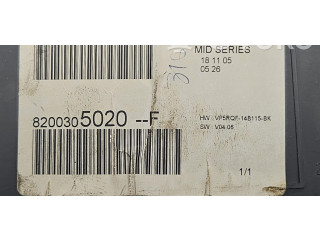 MID SERIES
18 11 05
05 26
8200305020 --F
HW : VP5RQF-14B115-BK
SW : V04.06
1/1